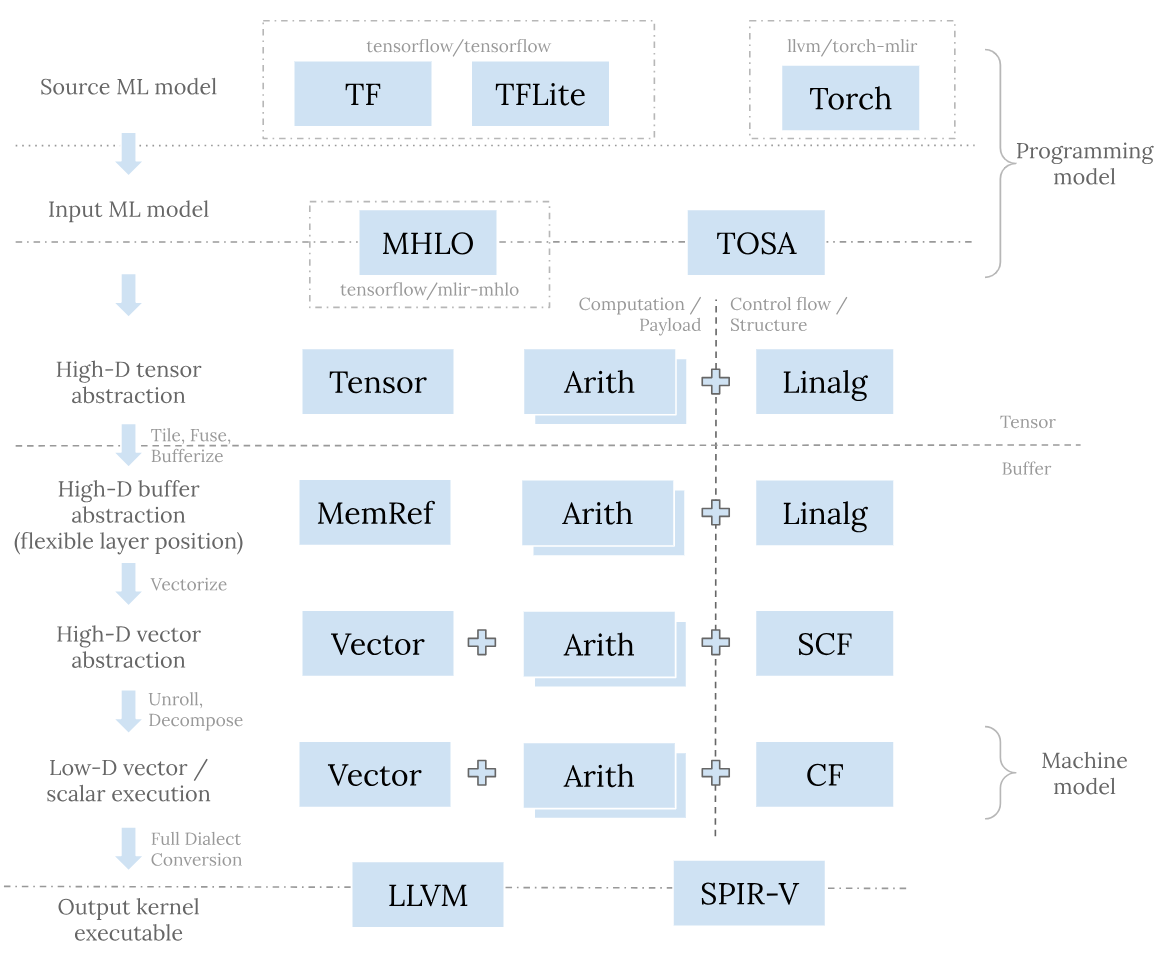 tensorflow/tensorflow
llvm/torch-mlir
Source ML model
TF
TFLite
Torch
Programming
model
Input ML model
MHLO
TOSA
tensorflow/mlir-mhlo
Computation /
Payload
Control flow /
Structure
High-D tensor
abstraction
Tensor
Arith
Linalg
Tensor
Tile, Fuse,
Bufferize
Buffer
High-D buffer
abstraction
(flexible layer position)
MemRef
Arith
Linalg
Vectorize
High-D vector
abstraction
Vector
Arith
SCF
Unroll,
Decompose
Low-D vector /
scalar execution
Vector
Arith
CF
Machine
model
Full Dialect
Conversion
LLVM
SPIR-V
Output kernel
executable